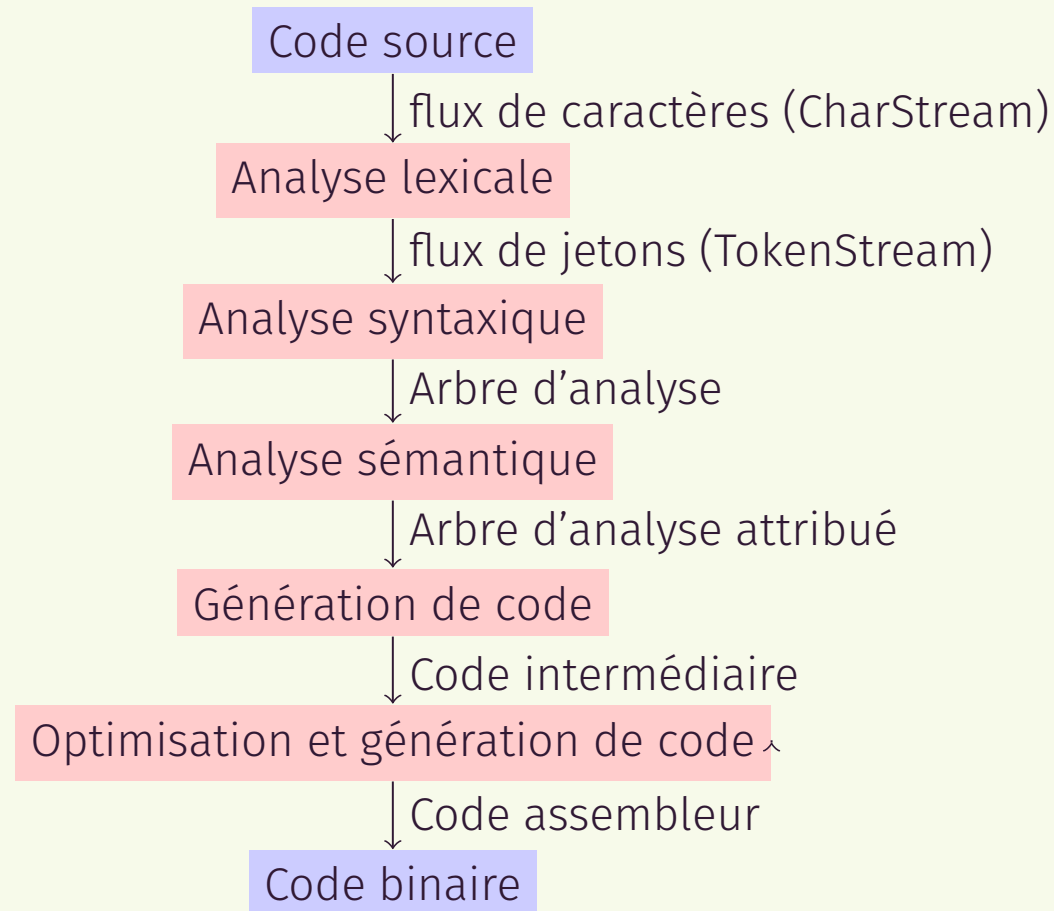 Code source
flux de caractères (CharStream)
Analyse lexicale
flux de jetons (TokenStream)
Analyse syntaxique
Arbre d’analyse
Analyse sémantique
Arbre d’analyse attribué
Génération de code
Code intermédiaire
Optimisation et génération de code
Code assembleur
Code binaire